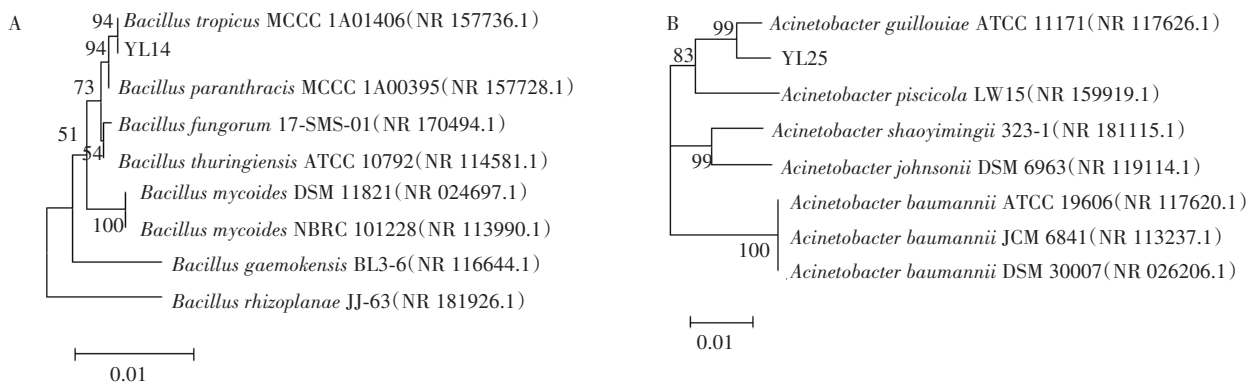 A
94
Bacillus tropicus MCCC 1A01406(NR 157736.1)
94
YL14
73
Bacillus paranthracis MCCC 1A00395(NR 157728.1)
51
Bacillus fungorum 17-SMS-01(NR 170494.1)
54
Bacillus thuringiensis ATCC 10792(NR 114581.1)
Bacillus mycoides DSM 11821(NR 024697.1)
100
Bacillus mycoides NBRC 101228(NR 113990.1)
Bacillus gaemokensis BL3-6(NR 116644.1)
Bacillus rhizoplanae JJ-63(NR 181926.1)
0.01
B
99
Acinetobacter guillouiae ATCC 11171(NR 117626.1)
83
YL25
Acinetobacter piscicola LW15(NR 159919.1)
Acinetobacter shaoyimingii 323-1(NR 181115.1)
99
Acinetobacter johnsonii DSM 6963(NR 119114.1)
Acinetobacter baumannii ATCC 19606(NR 117620.1)
100
Acinetobacter baumannii JCM 6841(NR 113237.1)
Acinetobacter baumannii DSM 30007(NR 026206.1)
0.01